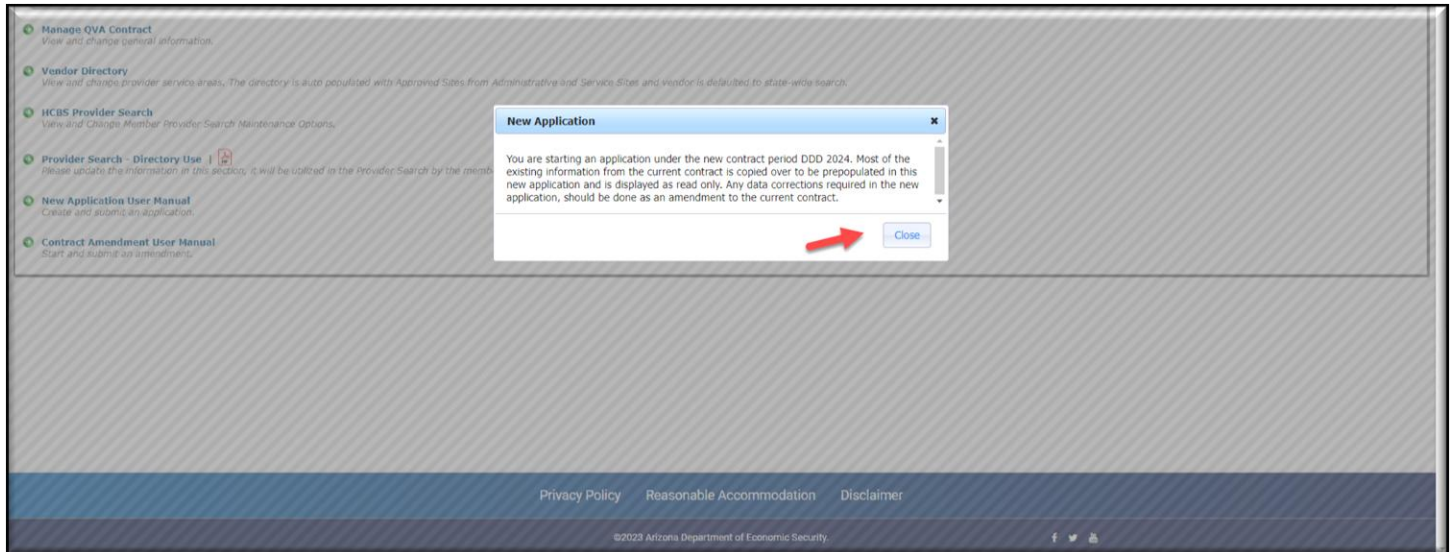 Manage QVA Contract
View and change general information.
Vendor Directory
View and change provider service areas, The directory is auto populated with Approved Sites from Administrative and Service Sites and vendor is defaulted to state-wide search.
HCBS Provider Search
View and Change Member Provider Search Maintenance Options.
Provider Search - Directory Use |
Please update the information in this section, it will be utilized in the Provider Search by the memb
New Application User Manual
Create and submit an application.
Contract Amendment User Manual
Start and submit an amendment.
New Application
You are starting an application under the new contract period DDD 2024. Most of the
existing information from the current contract is copied over to be prepopulated in this
new application and is displayed as read only. Any data corrections required in the new
application, should be done as an amendment to the current contract.
Close
Privacy Policy Reasonable Accommodation Disclaimer
©2023 Arizona Department of Economic Security.